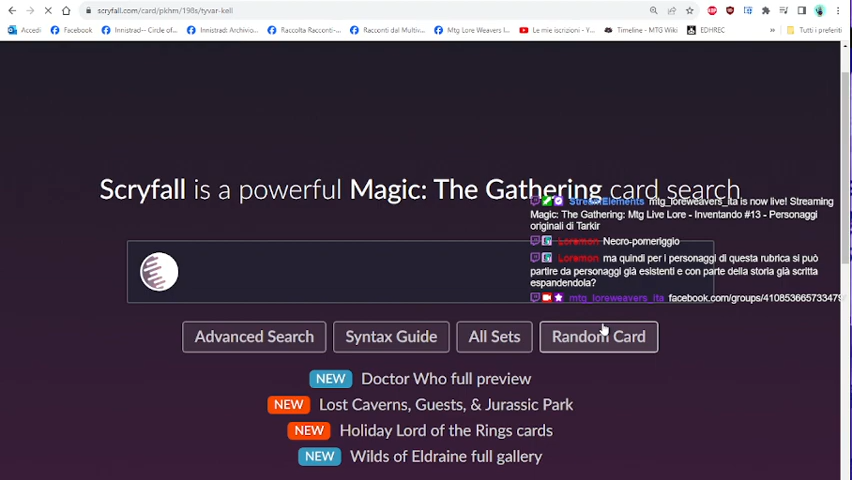 scryfall.com/card/pkhm/198s/tyvar-kell
Accedi
Facebook
Innistrad: Circle of...
Innistrad: Archivio...
Raccolta Racconti-...
Racconti dal Multiv...
Mtg Lore Weavers I...
Le mie iscrizioni - Y...
Timeline - MTG Wiki
EDHREC
»
Tutti i preferiti
Scryfall is a powerful Magic: The Gathering card search
StreamElements mtg_loreweavers_ita is now live! Streaming
Magic: The Gathering: Mtg Live Lore - Inventando #13 - Personaggi
originali di Tarkir
Loremon Necro-pomeriggio
Loremon ma quindi per i personaggi di questa rubrica si può
partire da personaggi già esistenti e con parte della storia già scritta
espandendola?
mtg_loreweavers_ita facebook.com/groups/410853665733479
Advanced Search
Syntax Guide
All Sets
Random Card
NEW Doctor Who full preview
NEW Lost Caverns, Guests, & Jurassic Park
NEW Holiday Lord of the Rings cards
NEW Wilds of Eldraine full gallery